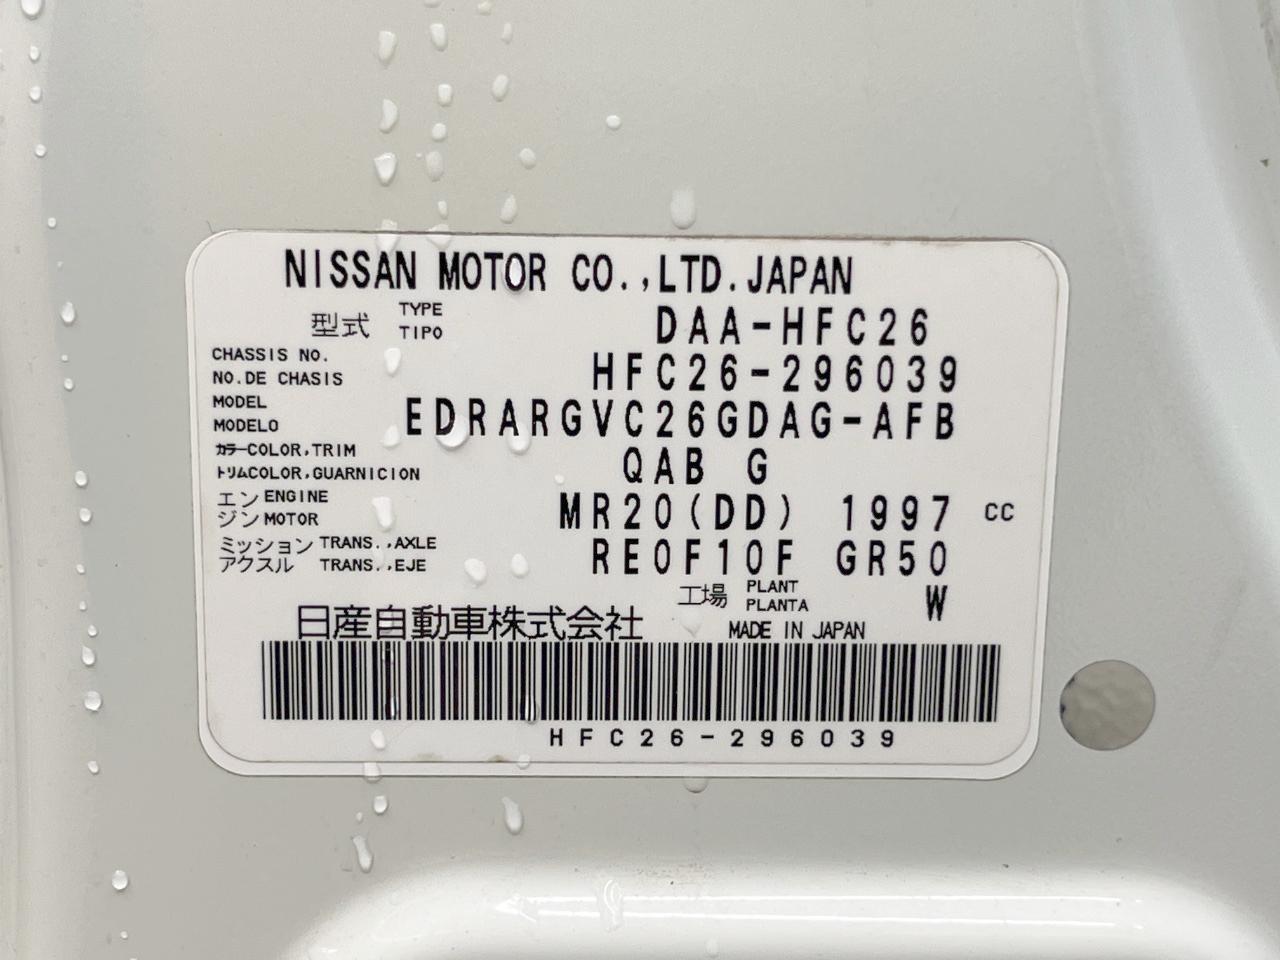 NISSAN MOTOR CO.,LTD.JAPAN
型式 TYPE TIPO DAA-HFC26
CHASSIS NO.
NO.DE CHASIS HFC26-296039
MODEL
MODELO EDRARGVC26GDAG-AFB
カラーCOLOR,TRIM
トリムCOLOR,GUARNICION QAB G
エン ENGINE
ジン MOTOR MR20(DD) 1997 CC
ミッション TRANS.,AXLE
アクスル TRANS.,EJE RE0F10F GR50
工場 PLANT PLANTA W
日産自動車株式会社 MADE IN JAPAN
HFC26-296039